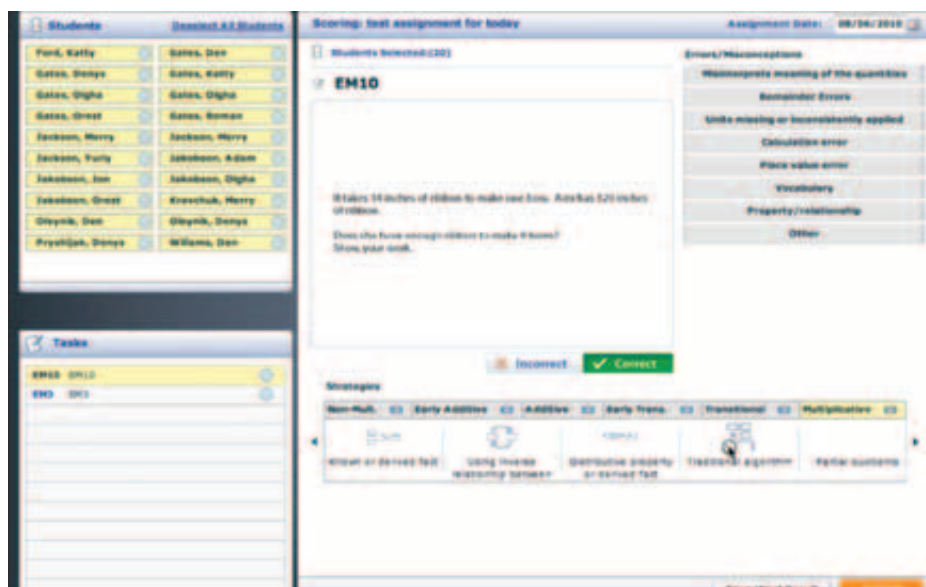 Students Deselect All Students
Ford, Katty Gates, Dan
Gates, Denys Gates, Katty
Gates, Olgha Gates, Olgha
Gates, Orest Gates, Roman
Jackson, Merry Jackson, Merry
Jackson, Yuriy Jakobson, Adam
Jakobson, Jon Jakobson, Olgha
Jakobson, Orest Kravchuk, Merry
Oleynik, Dan Oleynik, Denys
Denys Willams, Dan
Tasks
EM10 EM10
EM3 EM3
Scoring: test assignment for today Assignment Date: 08/06/2010
Students Selected:(20)
EM10
It takes 14 inches of ribbon to make one bow. Ann has 120 inches
of ribbon.
Does she have enough ribbon to make 9 bows?
Show your work.
Incorrect Correct
Errors/Misconceptions
Misinterprets meaning of the quantities
Remainder Errors
Units missing or inconsistently applied
Calculation error
Place value error
Vocabulary
Property/relationship
Other
Strategies
Non-Mult. Early Additive Additive Early Trans. Transitional Multiplicative
Known or derived fact
Using inverse relationship between
Distributive property or derived fact
Traditional algorithm
Partial quotients